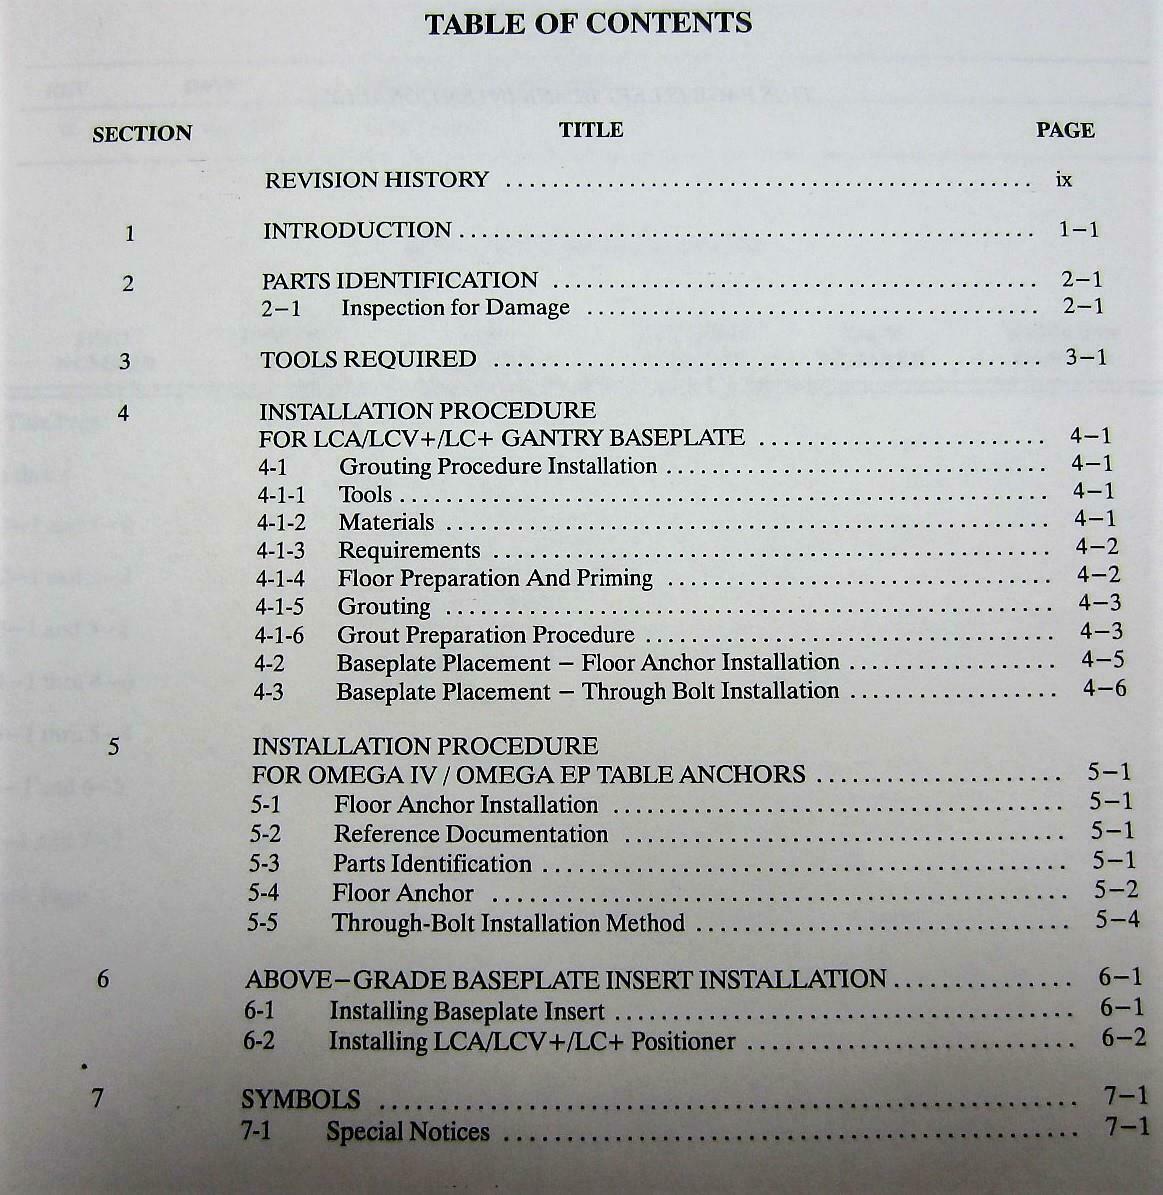 TABLE OF CONTENTS
SECTION TITLE PAGE
REVISION HISTORY ............................................ ix
1 INTRODUCTION ............................................ 1–1
2 PARTS IDENTIFICATION ............................................ 2–1
2–1 Inspection for Damage ............................................ 2–1
3 TOOLS REQUIRED ............................................ 3–1
4 INSTALLATION PROCEDURE
FOR LCA/LCV+/LC+ GANTRY BASEPLATE ......................... 4–1
4-1 Grouting Procedure Installation ................................. 4–1
4-1-1 Tools ............................................ 4–1
4-1-2 Materials ............................................ 4–1
4-1-3 Requirements ............................................ 4–2
4-1-4 Floor Preparation And Priming ................................. 4–2
4-1-5 Grouting ............................................ 4–3
4-1-6 Grout Preparation Procedure ................................... 4–3
4-2 Baseplate Placement – Floor Anchor Installation .................. 4–5
4-3 Baseplate Placement – Through Bolt Installation .................. 4–6
5 INSTALLATION PROCEDURE
FOR OMEGA IV / OMEGA EP TABLE ANCHORS ..................... 5–1
5-1 Floor Anchor Installation ...................................... 5–1
5-2 Reference Documentation ...................................... 5–1
5-3 Parts Identification ............................................ 5–1
5-4 Floor Anchor ............................................ 5–2
5-5 Through-Bolt Installation Method ................................ 5–4
6 ABOVE–GRADE BASEPLATE INSERT INSTALLATION ................ 6–1
6-1 Installing Baseplate Insert ....................................... 6–1
6-2 Installing LCA/LCV+/LC+ Positioner ............................ 6–2
7 SYMBOLS ............................................ 7–1
7-1 Special Notices ............................................ 7–1